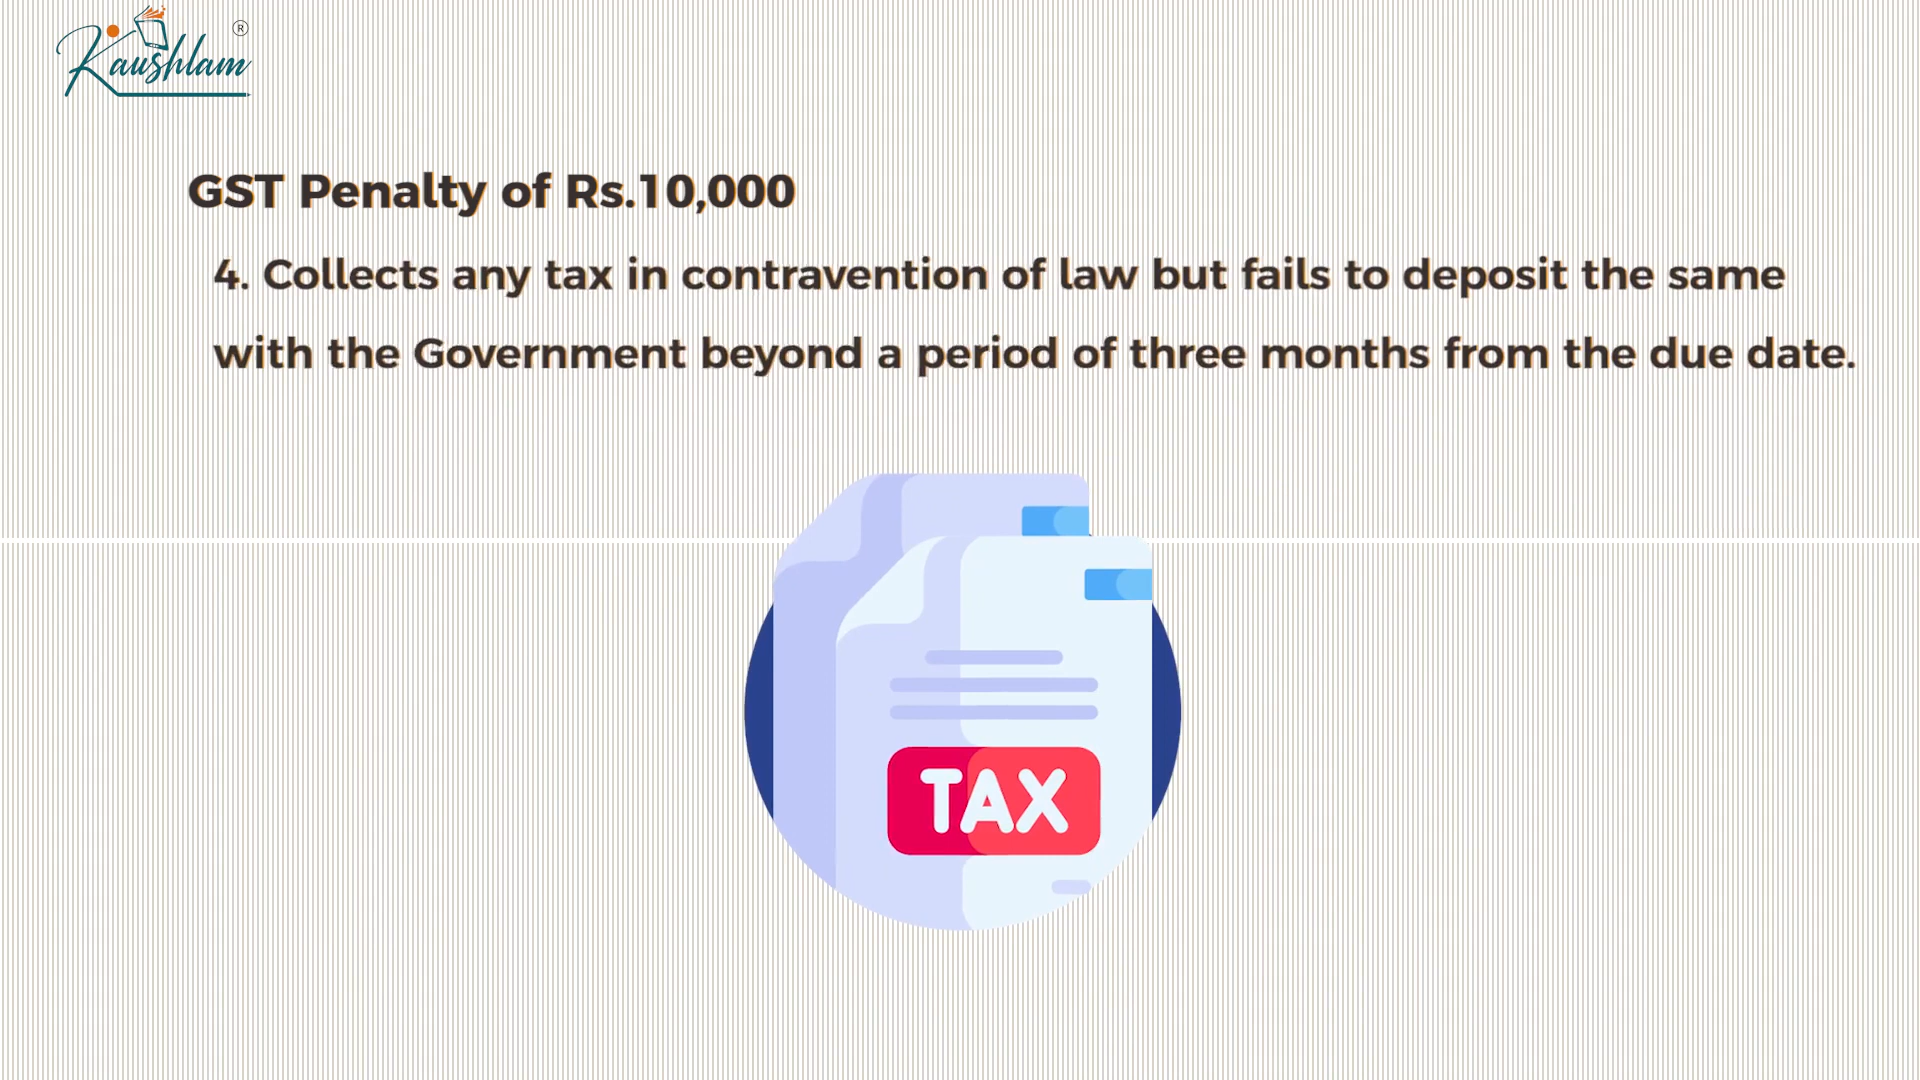 Kaushlam ®
GST Penalty of Rs.10,000
4. Collects any tax in contravention of law but fails to deposit the same
with the Government beyond a period of three months from the due date.
TAX